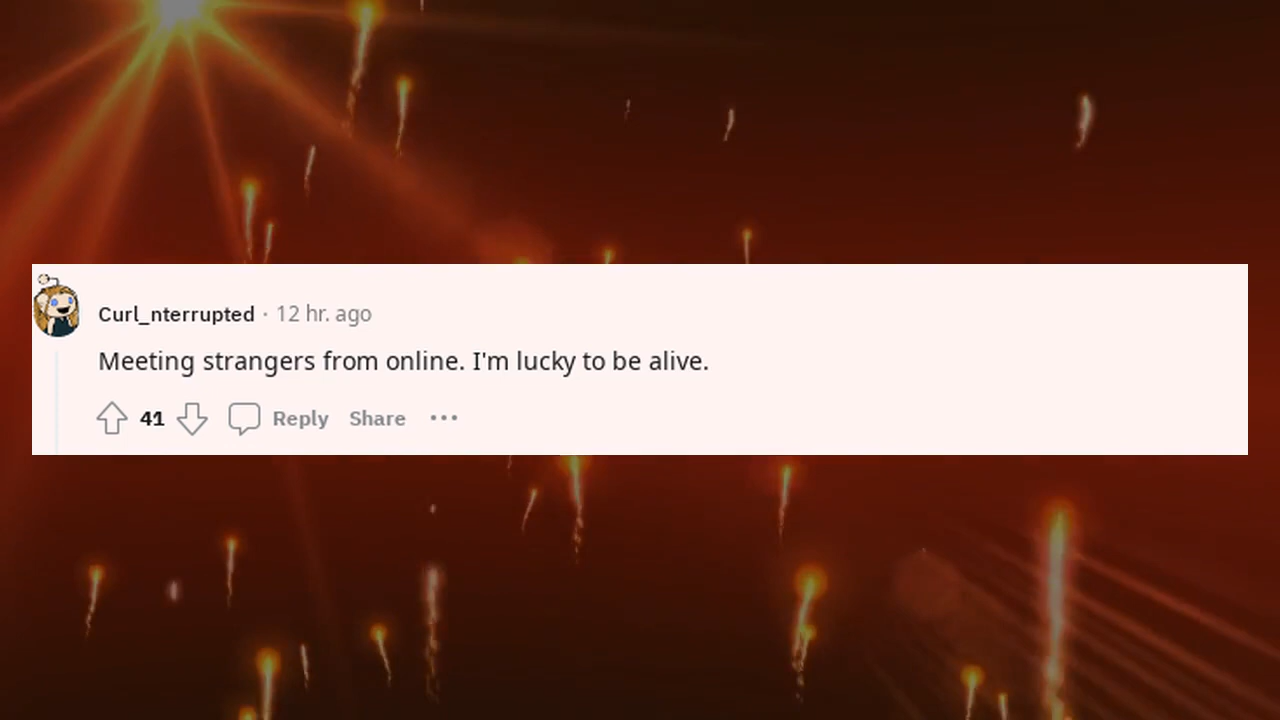 Curl_nterrupted · 12 hr. ago
Meeting strangers from online. I'm lucky to be alive.
41 Reply Share ···